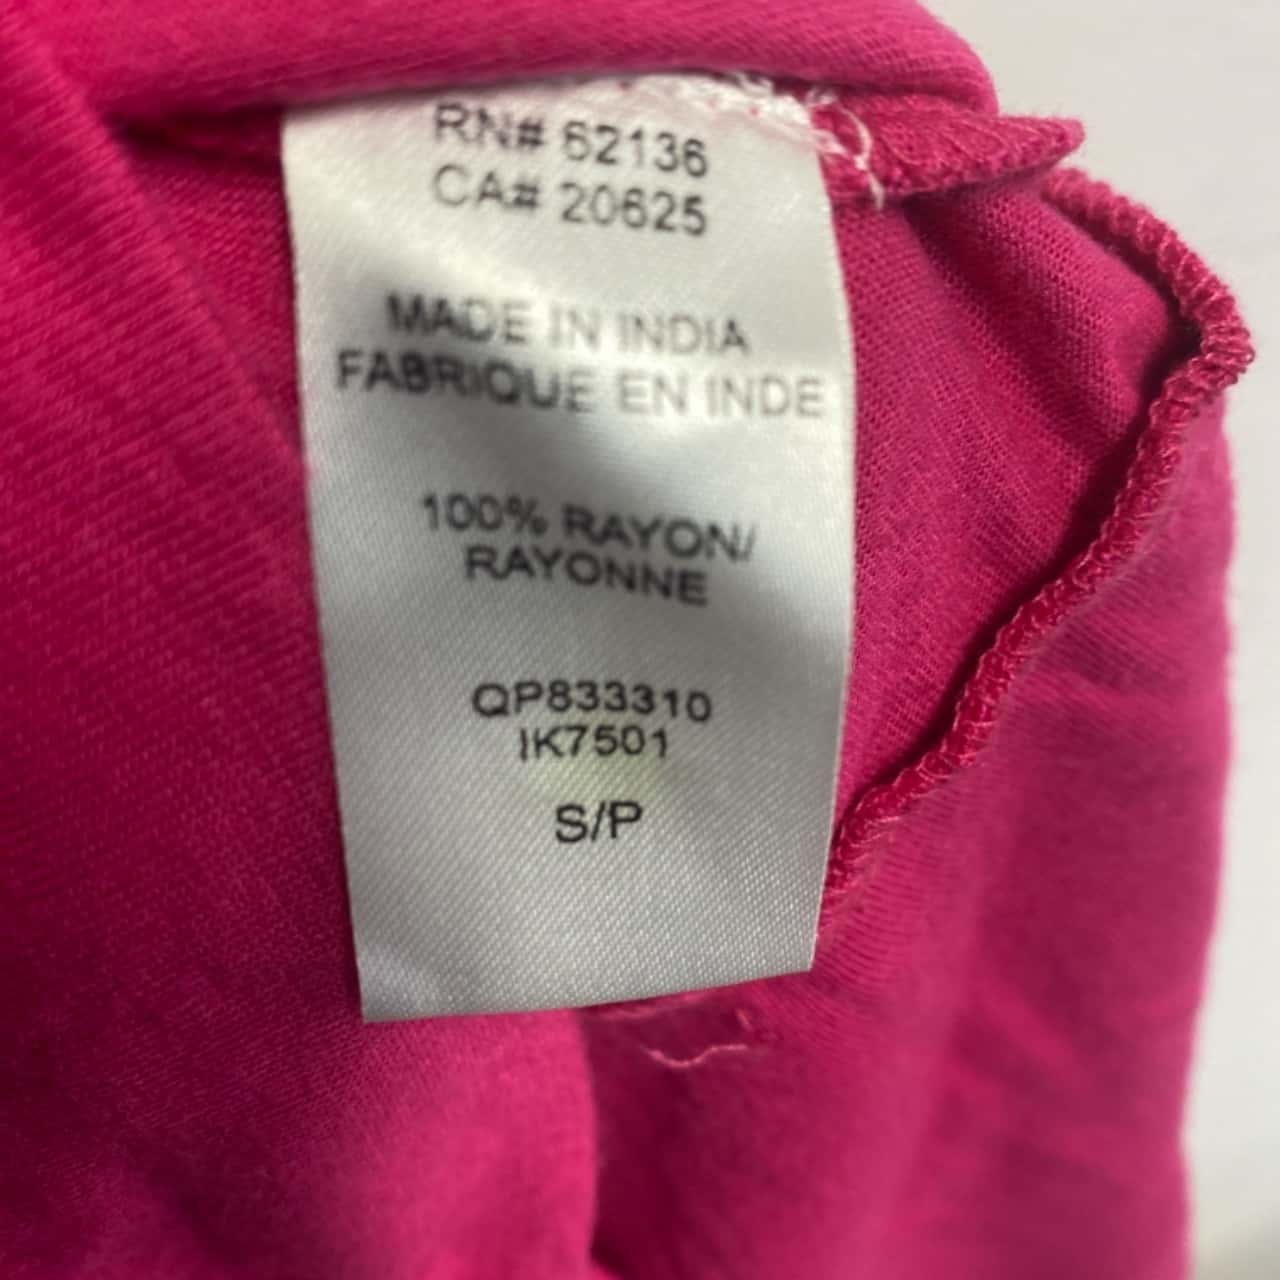 RN# 62136
CA# 20625
MADE IN INDIA
FABRIQUE EN INDE
100% RAYON/
RAYONNE
QP833310
IK7501
S/P